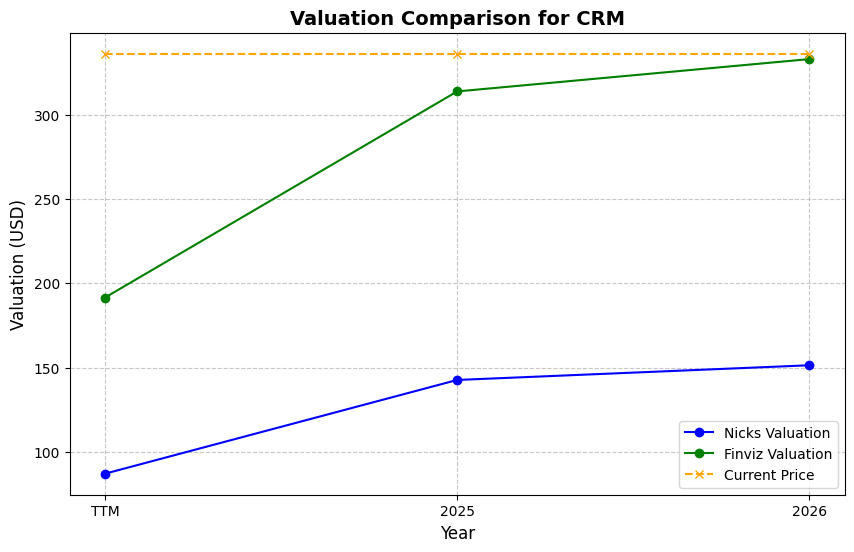 Valuation Comparison for CRM
Valuation (USD)
300
250
200
150
100
TTM
2025
2026
Year
Nicks Valuation
Finviz Valuation
Current Price